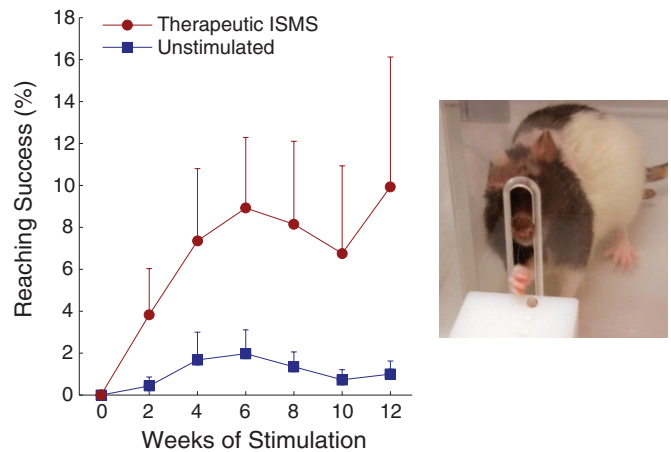 18
16
14
12
10
8
6
4
2
0
Therapeutic ISMS
Unstimulated
Reaching Success (%)
0 2 4 6 8 10 12
Weeks of Stimulation